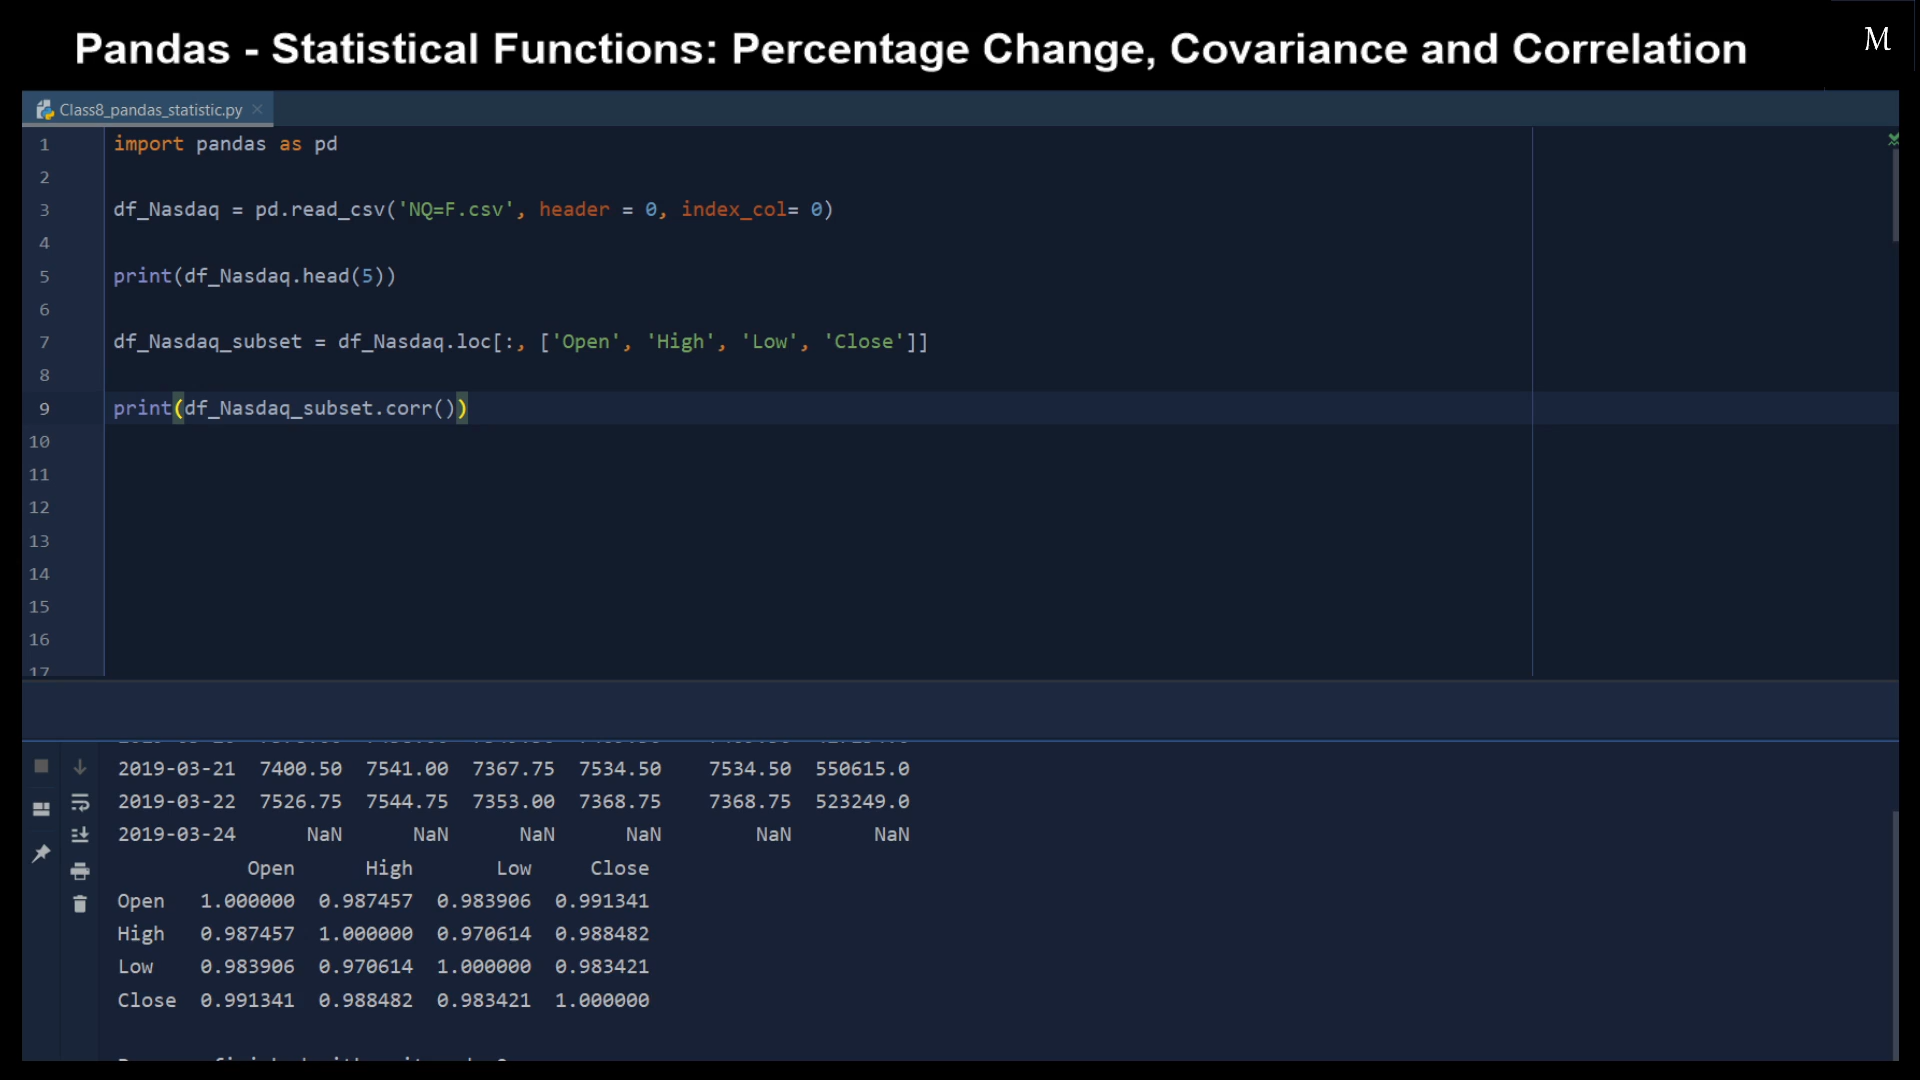 Pandas - Statistical Functions: Percentage Change, Covariance and Correlation
M
Class8_pandas_statistic.py
1 import pandas as pd
2
3 df_Nasdaq = pd.read_csv('NQ=F.csv', header = 0, index_col= 0)
4
5 print(df_Nasdaq.head(5))
6
7 df_Nasdaq_subset = df_Nasdaq.loc[:, ['Open', 'High', 'Low', 'Close']]
8
9 print(df_Nasdaq_subset.corr())
10
11
12
13
14
15
16
17
2019-03-21 7400.50 7541.00 7367.75 7534.50 7534.50 550615.0
2019-03-22 7526.75 7544.75 7353.00 7368.75 7368.75 523249.0
2019-03-24 NaN NaN NaN NaN NaN NaN
Open High Low Close
Open 1.000000 0.987457 0.983906 0.991341
High 0.987457 1.000000 0.970614 0.988482
Low 0.983906 0.970614 1.000000 0.983421
Close 0.991341 0.988482 0.983421 1.000000